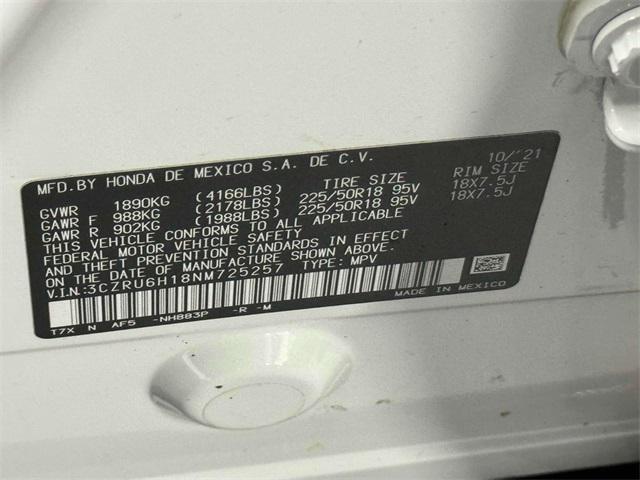 MFD.BY HONDA DE MEXICO S.A. DE C.V. 10/'21
TIRE SIZE RIM SIZE
GVWR 1890KG (4166LBS)
GAWR F 988KG (2178LBS) 225/50R18 95V 18X7.5J
GAWR R 902KG (1988LBS) 225/50R18 95V 18X7.5J
THIS VEHICLE CONFORMS TO ALL APPLICABLE
FEDERAL MOTOR VEHICLE SAFETY
AND THEFT PREVENTION STANDARDS IN EFFECT
ON THE DATE OF MANUFACTURE SHOWN ABOVE.
V.I.N:3CZRU6H18NM725257 TYPE: MPV
T7X N AF5 -NH883P -R -M